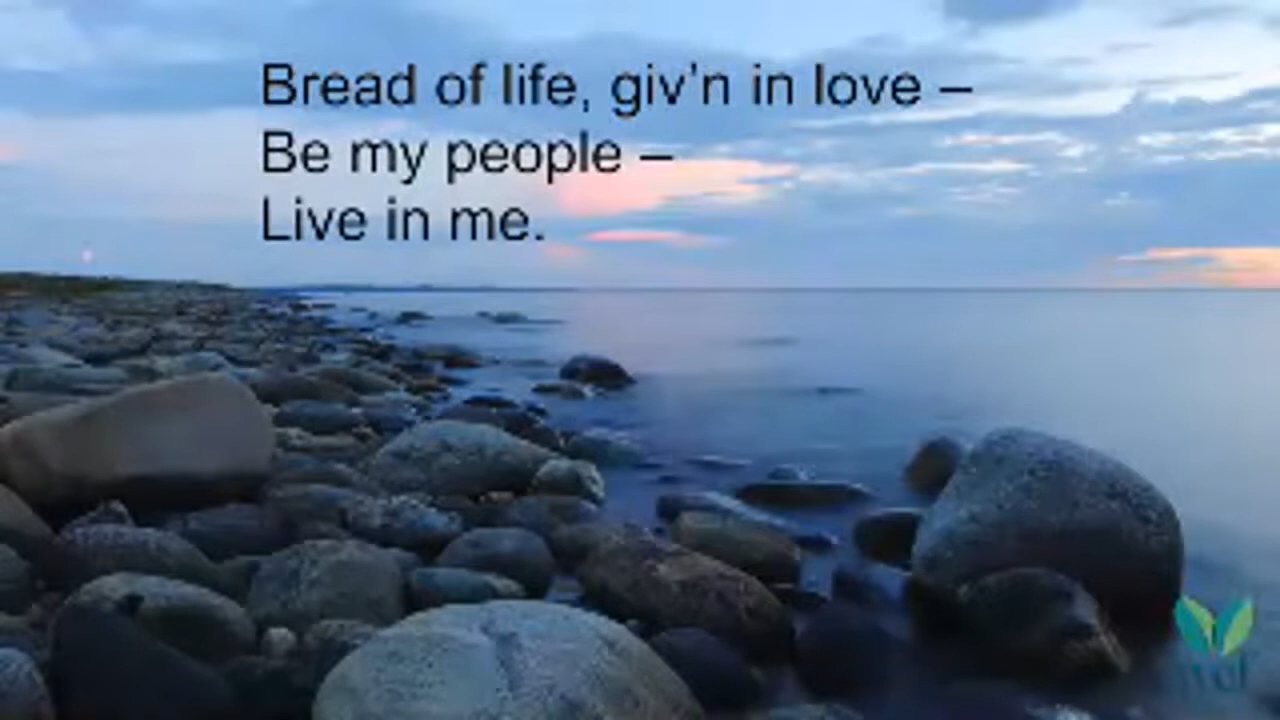 Bread of life, giv'n in love –
Be my people –
Live in me.